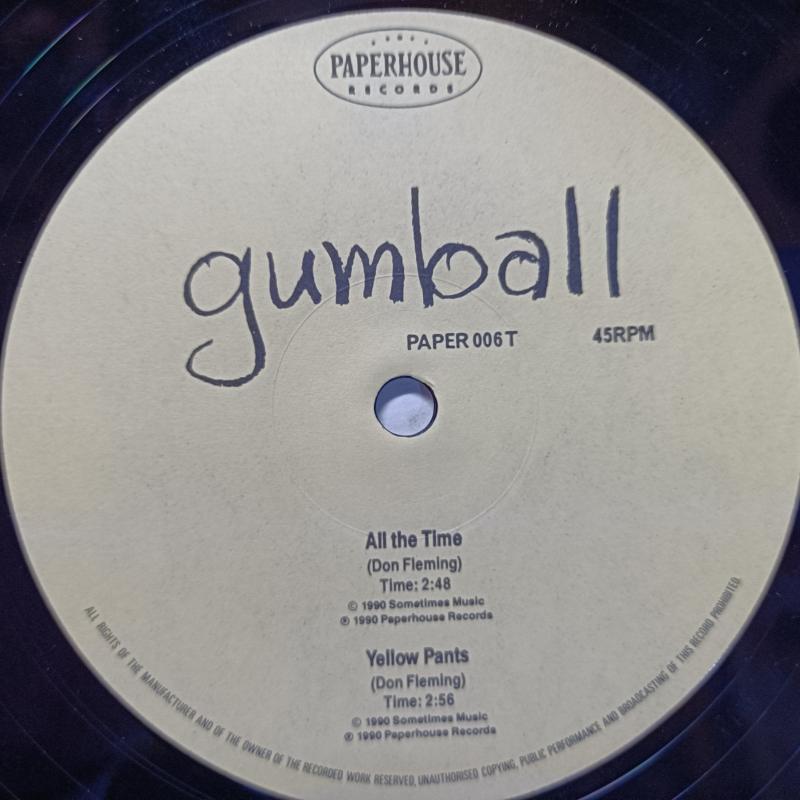 THE
PAPERHOUSE
RECORDS
gumball
PAPER 006 T 45RPM
All the Time
(Don Fleming)
Time: 2:48
© 1990 Sometimes Music
℗ 1990 Paperhouse Records
Yellow Pants
(Don Fleming)
Time: 2:56
© 1990 Sometimes Music
℗ 1990 Paperhouse Records
ALL RIGHTS OF THE MANUFACTURER AND OF THE OWNER OF THE RECORDED WORK RESERVED, UNAUTHORISED COPYING, PUBLIC PERFORMANCE AND BROADCASTING OF THIS RECORD PROHIBITED.